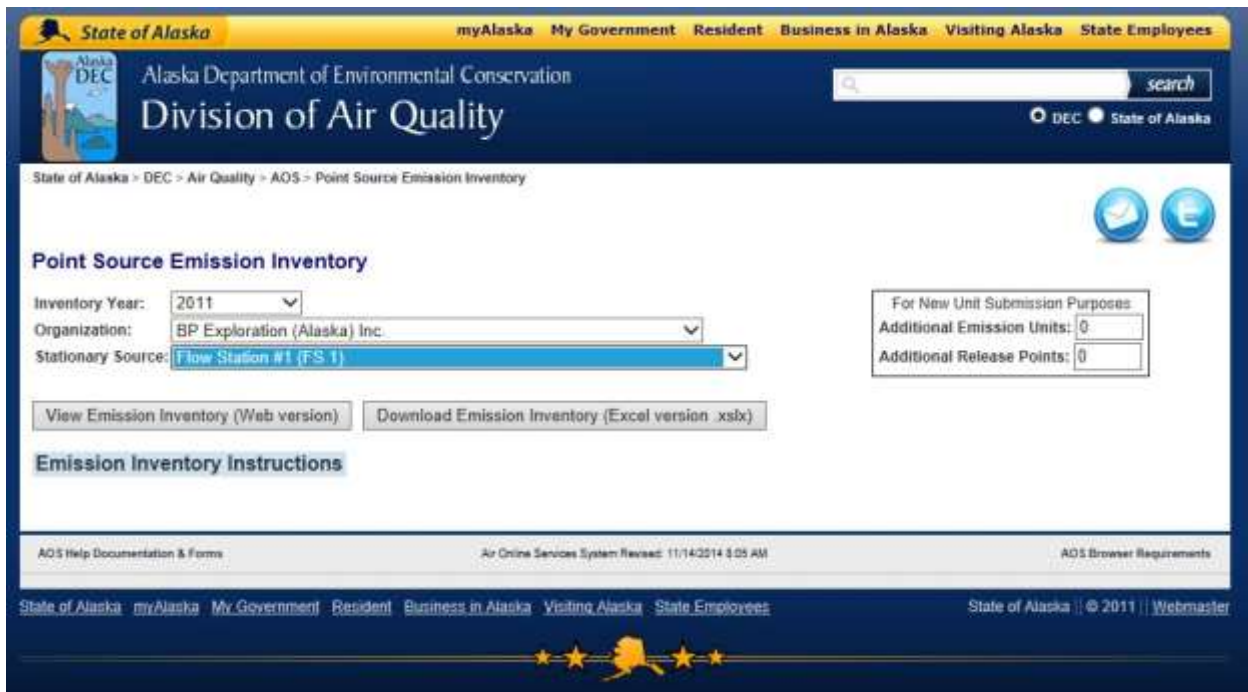 State of Alaska
myAlaska My Government Resident Business in Alaska Visiting Alaska State Employees
Alaska
DEC
Alaska Department of Environmental Conservation
Division of Air Quality
search
DEC State of Alaska
State of Alaska > DEC > Air Quality > AOS > Point Source Emission Inventory
Point Source Emission Inventory
Inventory Year: 2011
Organization: BP Exploration (Alaska) Inc.
Stationary Source: Flow Station #1 (FS 1)
For New Unit Submission Purposes
Additional Emission Units: 0
Additional Release Points: 0
View Emission Inventory (Web version) Download Emission Inventory (Excel version .xslx)
Emission Inventory Instructions
AOS Help Documentation & Forms Air Online Services System Revised: 11/14/2014 8:05 AM AOS Browser Requirements
State of Alaska myAlaska My Government Resident Business in Alaska Visiting Alaska State Employees State of Alaska || © 2011 || Webmaster